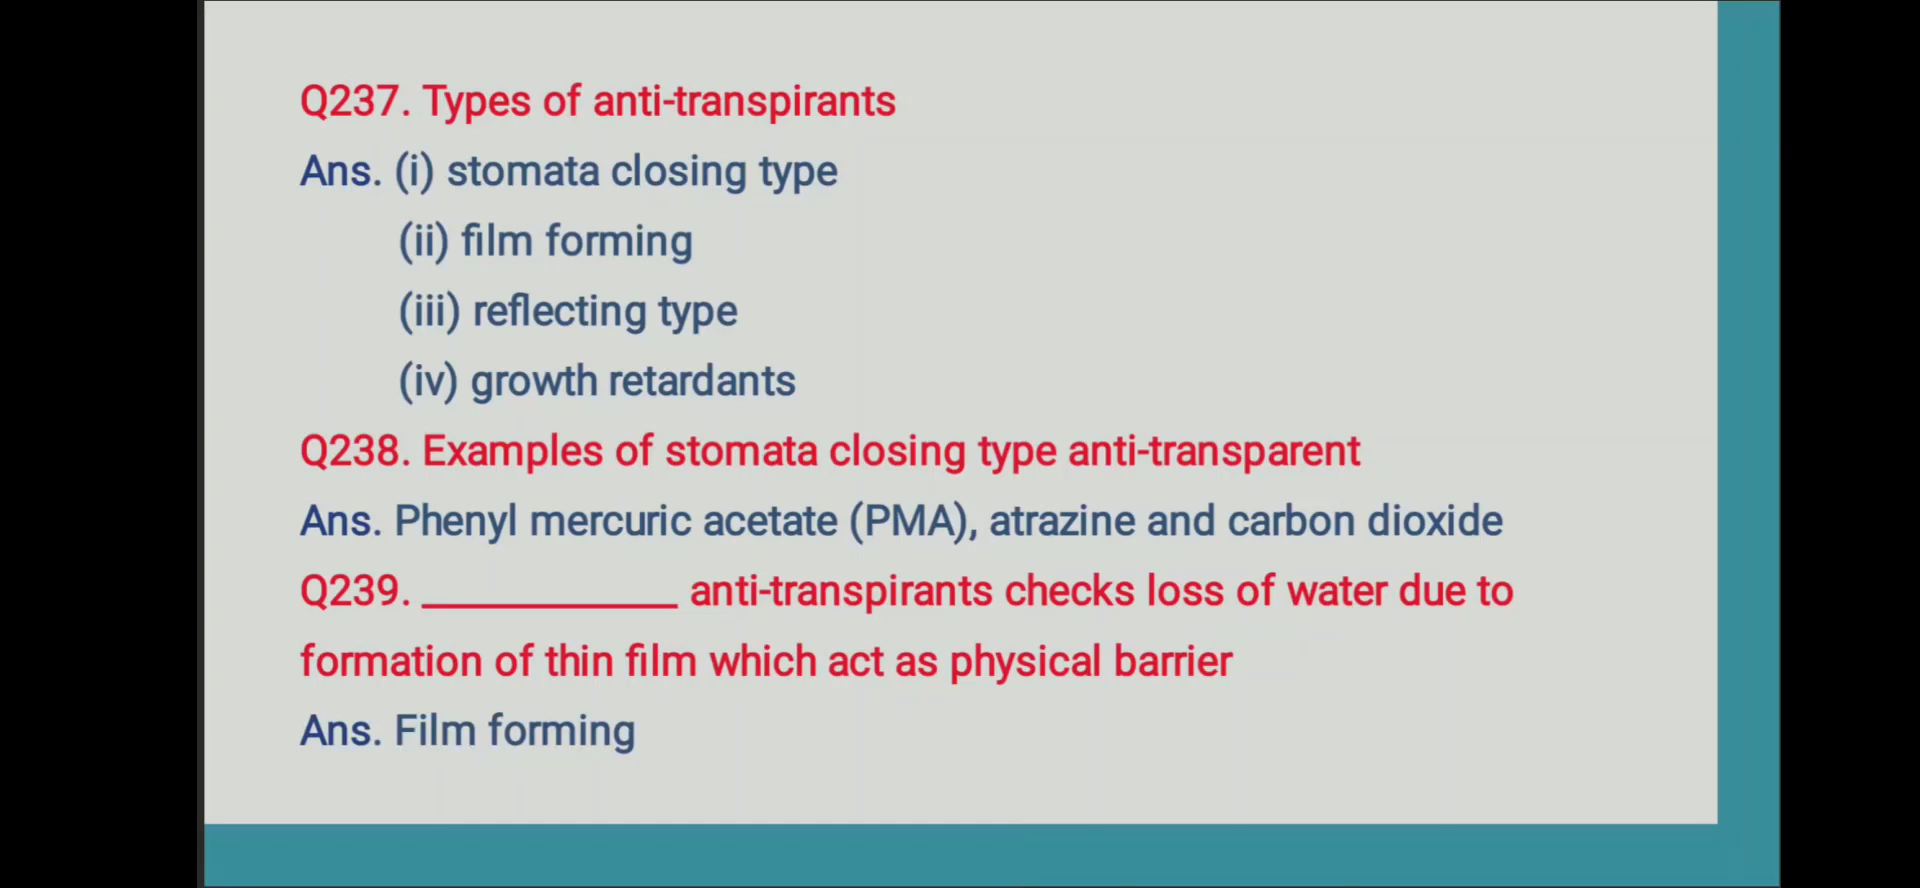 Q237. Types of anti-transpirants
Ans. (i) stomata closing type
(ii) film forming
(iii) reflecting type
(iv) growth retardants
Q238. Examples of stomata closing type anti-transparent
Ans. Phenyl mercuric acetate (PMA), atrazine and carbon dioxide
Q239. ____________ anti-transpirants checks loss of water due to
formation of thin film which act as physical barrier
Ans. Film forming